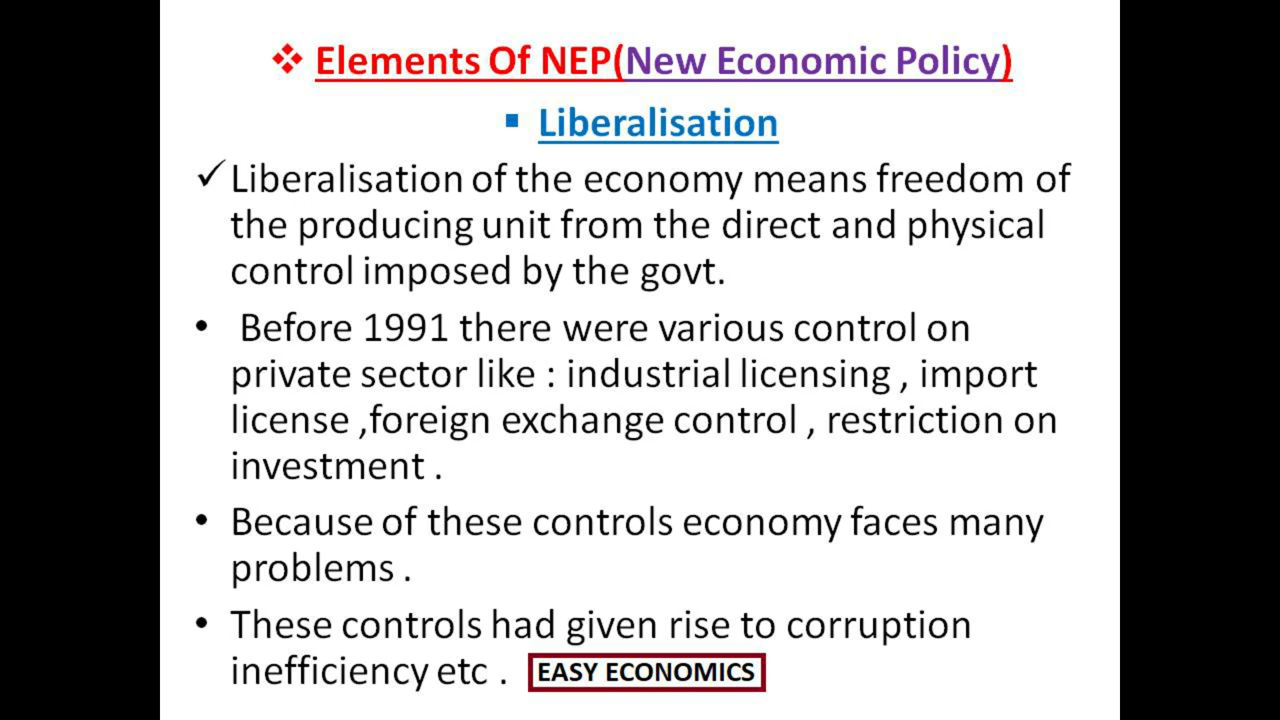 ❖ Elements Of NEP(New Economic Policy)
▪ Liberalisation
✓Liberalisation of the economy means freedom of
the producing unit from the direct and physical
control imposed by the govt.
• Before 1991 there were various control on
private sector like : industrial licensing , import
license ,foreign exchange control , restriction on
investment .
• Because of these controls economy faces many
problems .
• These controls had given rise to corruption
inefficiency etc . EASY ECONOMICS